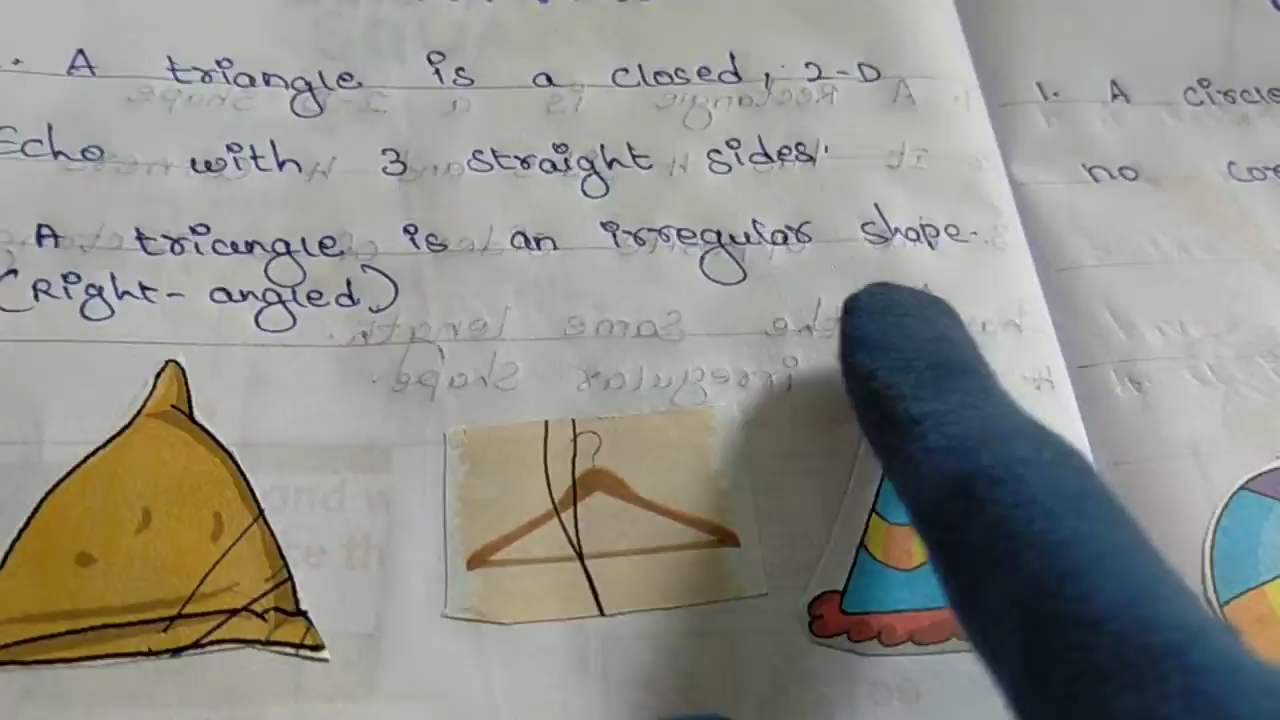 . A triangle is a closed, 2-D
Echo with 3 straight sides.
A triangle is an irregular shape.
(Right-angled)
1. A circle
no